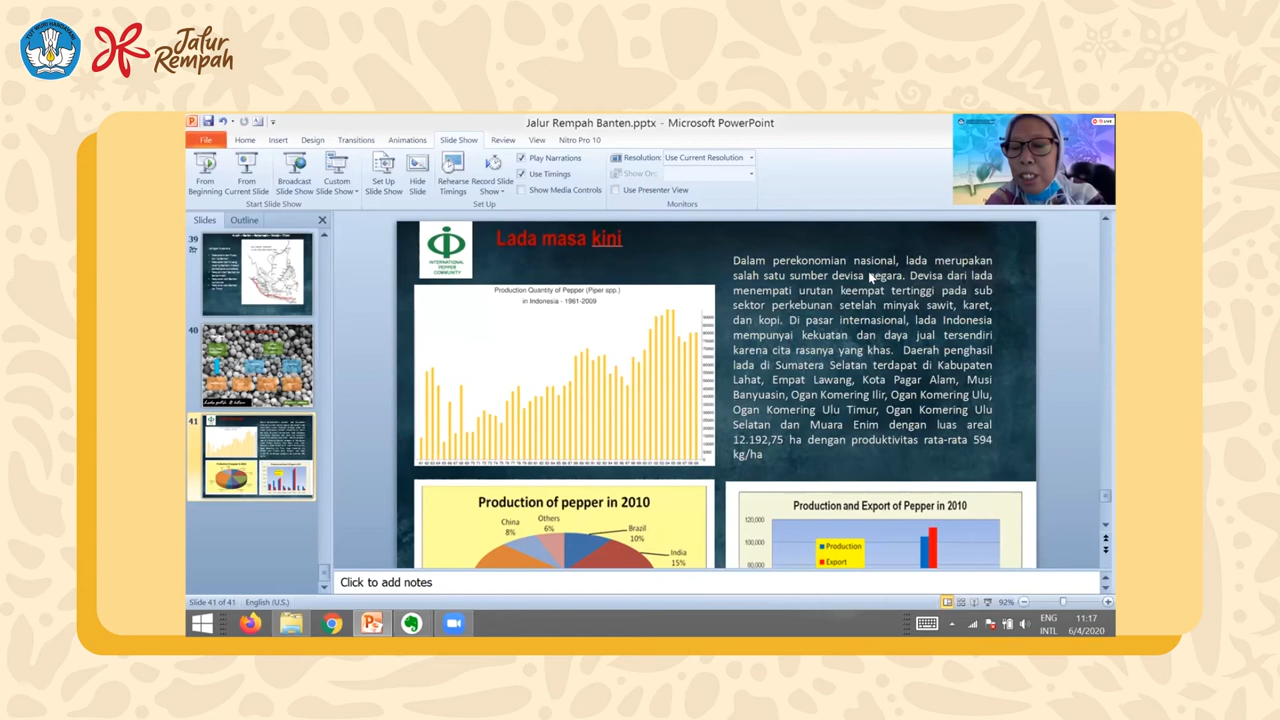 TUT WURI HANDAYANI
Jalur
Rempah
Jalur Rempah Banten.pptx - Microsoft PowerPoint
File Home Insert Design Transitions Animations Slide Show Review View Nitro Pro 10
From Beginning
From Current Slide
Broadcast Slide Show
Custom Slide Show
Set Up Slide Show
Hide Slide
Rehearse Timings
Record Slide Show
Play Narrations
Use Timings
Show Media Controls
Resolution: Use Current Resolution
Show On:
Use Presenter View
Start Slide Show
Set Up
Monitors
LIVE
Slides Outline
39
40
41
INTERNATIONAL
PEPPER
COMMUNITY
Lada masa kini
Production Quantity of Pepper (Piper spp.)
in Indonesia - 1961-2009
Dalam perekonomian nasional, lada merupakan
salah satu sumber devisa negara. Devisa dari lada
menempati urutan keempat tertinggi pada sub
sektor perkebunan setelah minyak sawit, karet,
dan kopi. Di pasar internasional, lada Indonesia
mempunyai kekuatan dan daya jual tersendiri
karena cita rasanya yang khas. Daerah penghasil
lada di Sumatera Selatan terdapat di Kabupaten
Lahat, Empat Lawang, Kota Pagar Alam, Musi
Banyuasin, Ogan Komering Ilir, Ogan Komering Ulu,
Ogan Komering Ulu Timur, Ogan Komering Ulu
Selatan dan Muara Enim dengan luas areal
12.192,75 ha dengan produktivitas rata-rata 594
kg/ha
Production of pepper in 2010
China
8%
Others
6%
Brazil
10%
India
15%
Production and Export of Pepper in 2010
120,000
100,000
80,000
Production
Export
Click to add notes
Slide 41 of 41 English (U.S.)
92%
ENG
INTL
11:17
6/4/2020